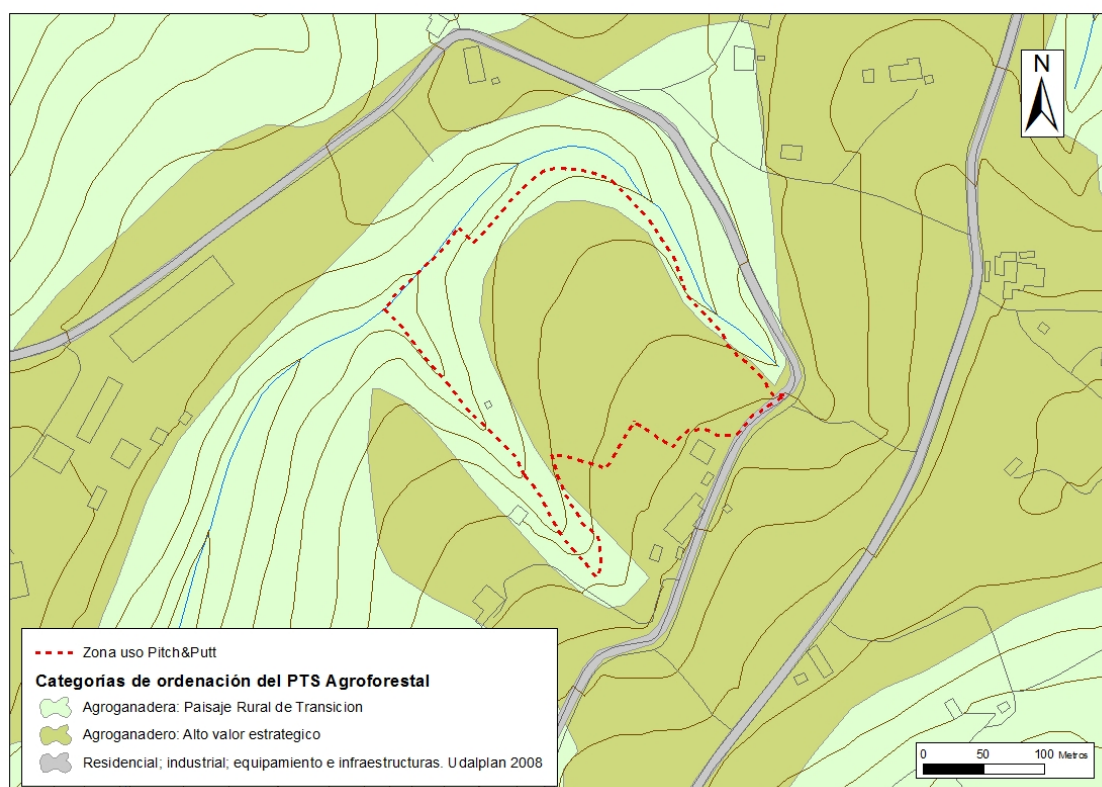 N
Zona uso Pitch&Putt
Categorías de ordenación del PTS Agroforestal
Agroganadera: Paisaje Rural de Transicion
Agroganadero: Alto valor estrategico
Residencial; industrial; equipamiento e infraestructuras. Udalplan 2008
0 50 100 Metros